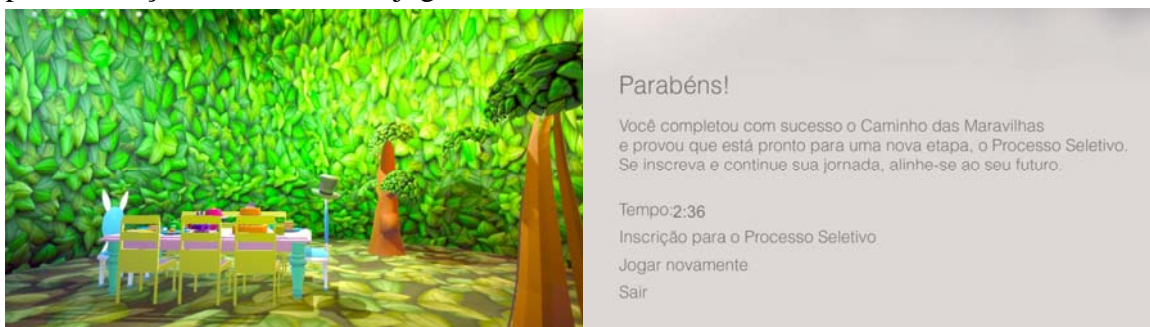 Parabéns!
Você completou com sucesso o Caminho das Maravilhas
e provou que está pronto para uma nova etapa, o Processo Seletivo.
Se inscreva e continue sua jornada, alinhe-se ao seu futuro.
Tempo:2:36
Inscrição para o Processo Seletivo
Jogar novamente
Sair